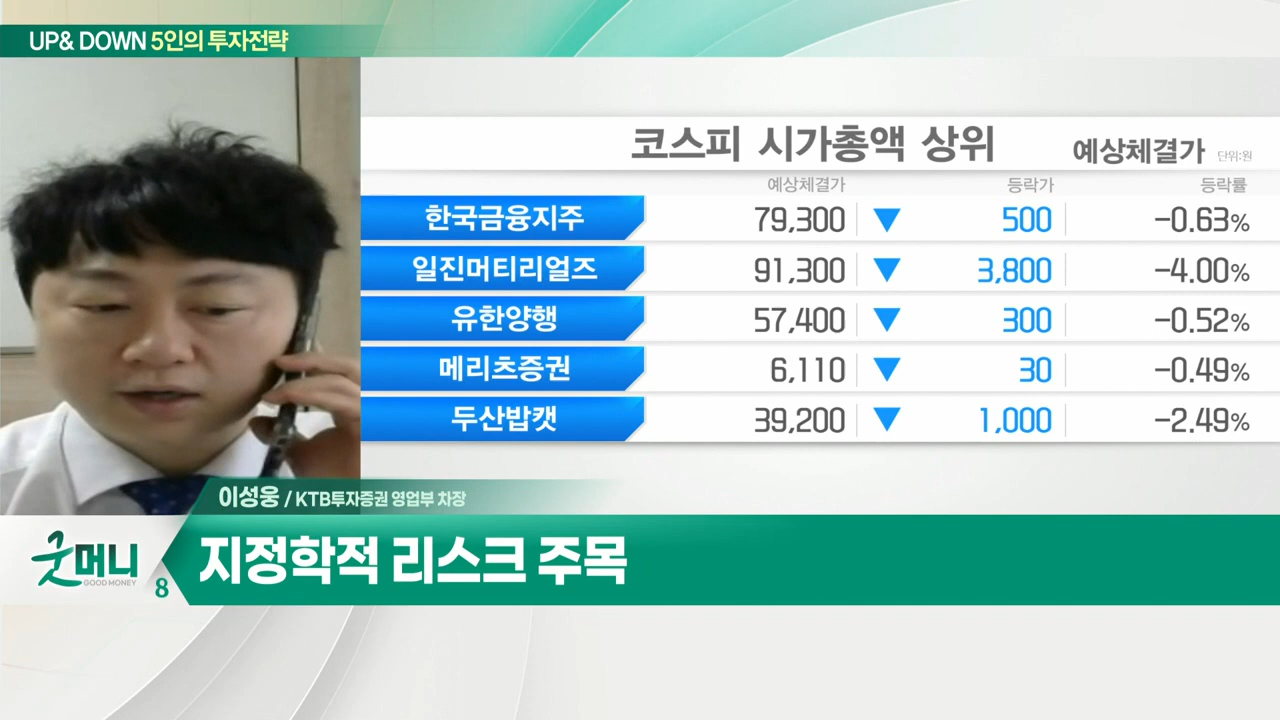 UP& DOWN 5인의 투자전략
코스피 시가총액 상위 예상체결가 단위:원
예상체결가 등락가 등락률
한국금융지주 79,300 ▼ 500 -0.63%
일진머티리얼즈 91,300 ▼ 3,800 -4.00%
유한양행 57,400 ▼ 300 -0.52%
메리츠증권 6,110 ▼ 30 -0.49%
두산밥캣 39,200 ▼ 1,000 -2.49%
이성웅 / KTB투자증권 영업부 차장
굿머니
GOOD MONEY
8
지정학적 리스크 주목